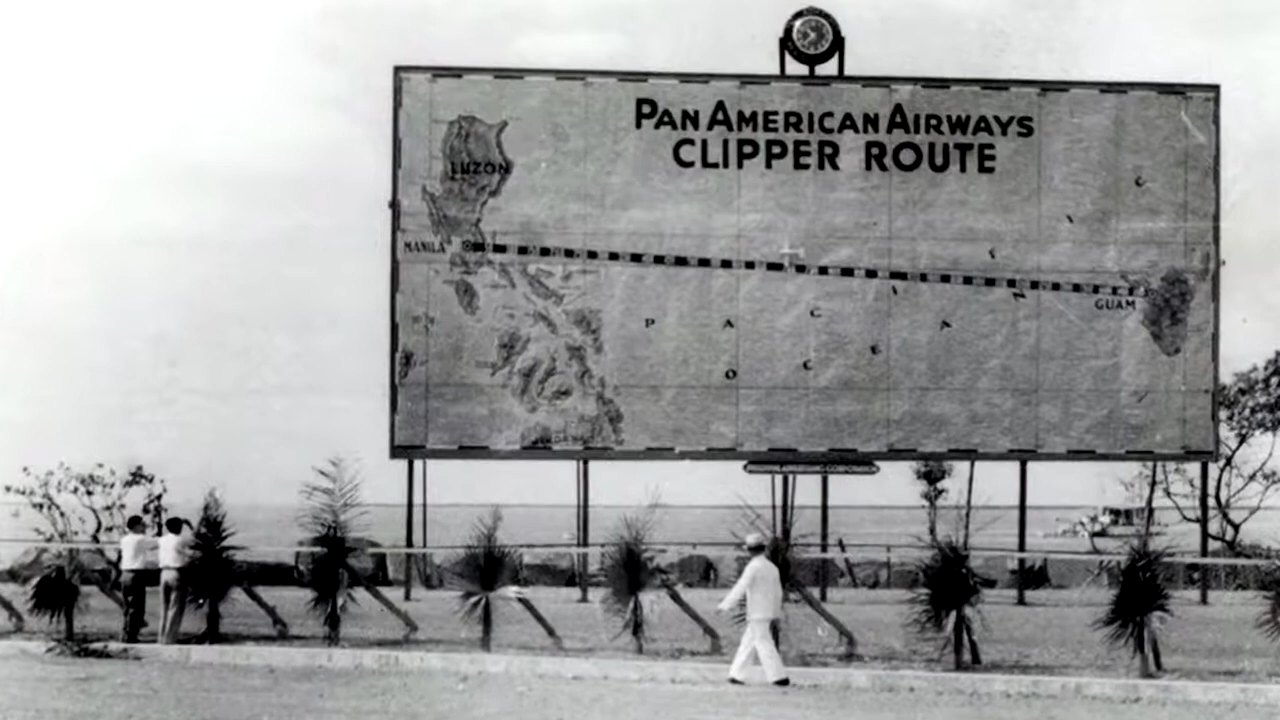 PAN AMERICAN AIRWAYS
CLIPPER ROUTE
LUZON
MANILA
GUAM
P A C I F I C
O C E A N